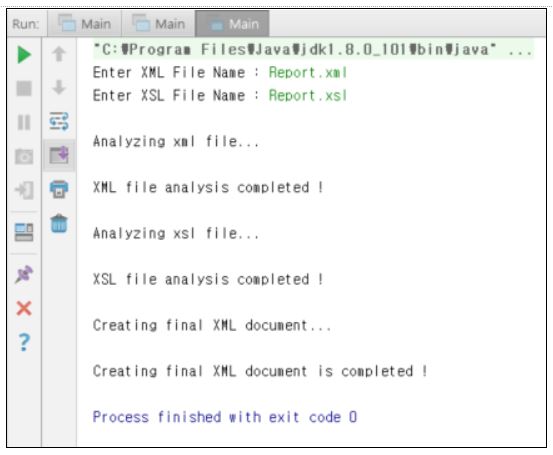 Run: Main Main Main
"C:₩Program Files₩Java₩jdk1.8.0_101₩bin₩java" ...
Enter XML File Name : Report.xml
Enter XSL File Name : Report.xsl
Analyzing xml file...
XML file analysis completed !
Analyzing xsl file...
XSL file analysis completed !
Creating final XML document...
Creating final XML document is completed !
Process finished with exit code 0